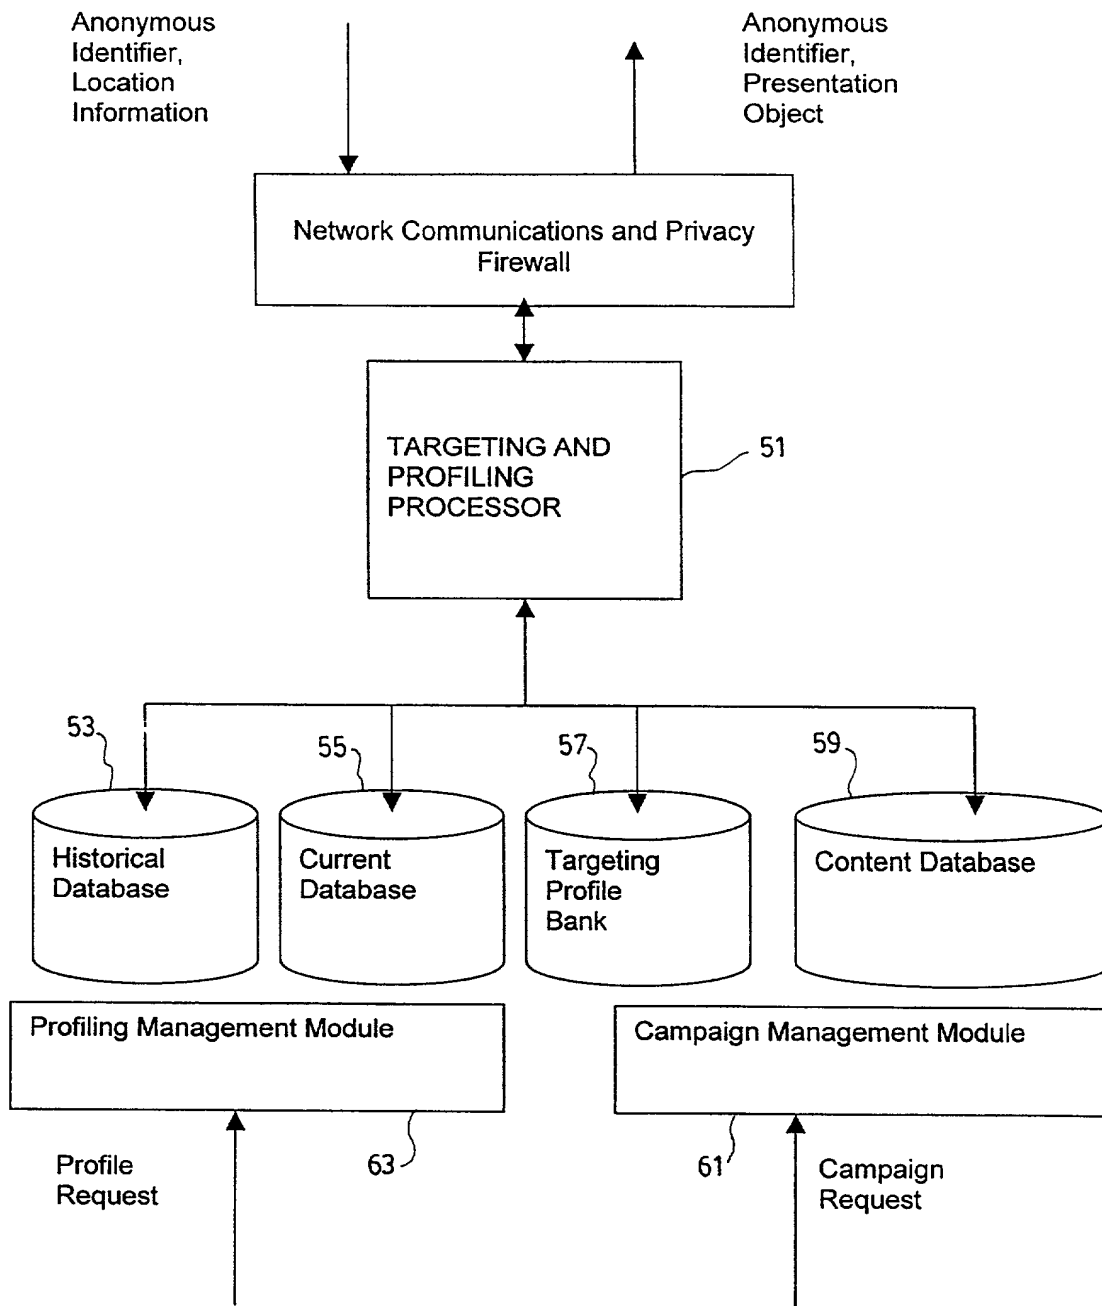 Anonymous
Identifier,
Location
Information
Anonymous
Identifier,
Presentation
Object
Network Communications and Privacy
Firewall
TARGETING AND
PROFILING
PROCESSOR
51
53
55
57
59
Historical
Database
Current
Database
Targeting
Profile
Bank
Content Database
Profiling Management Module
Campaign Management Module
63
61
Profile
Request
Campaign
Request